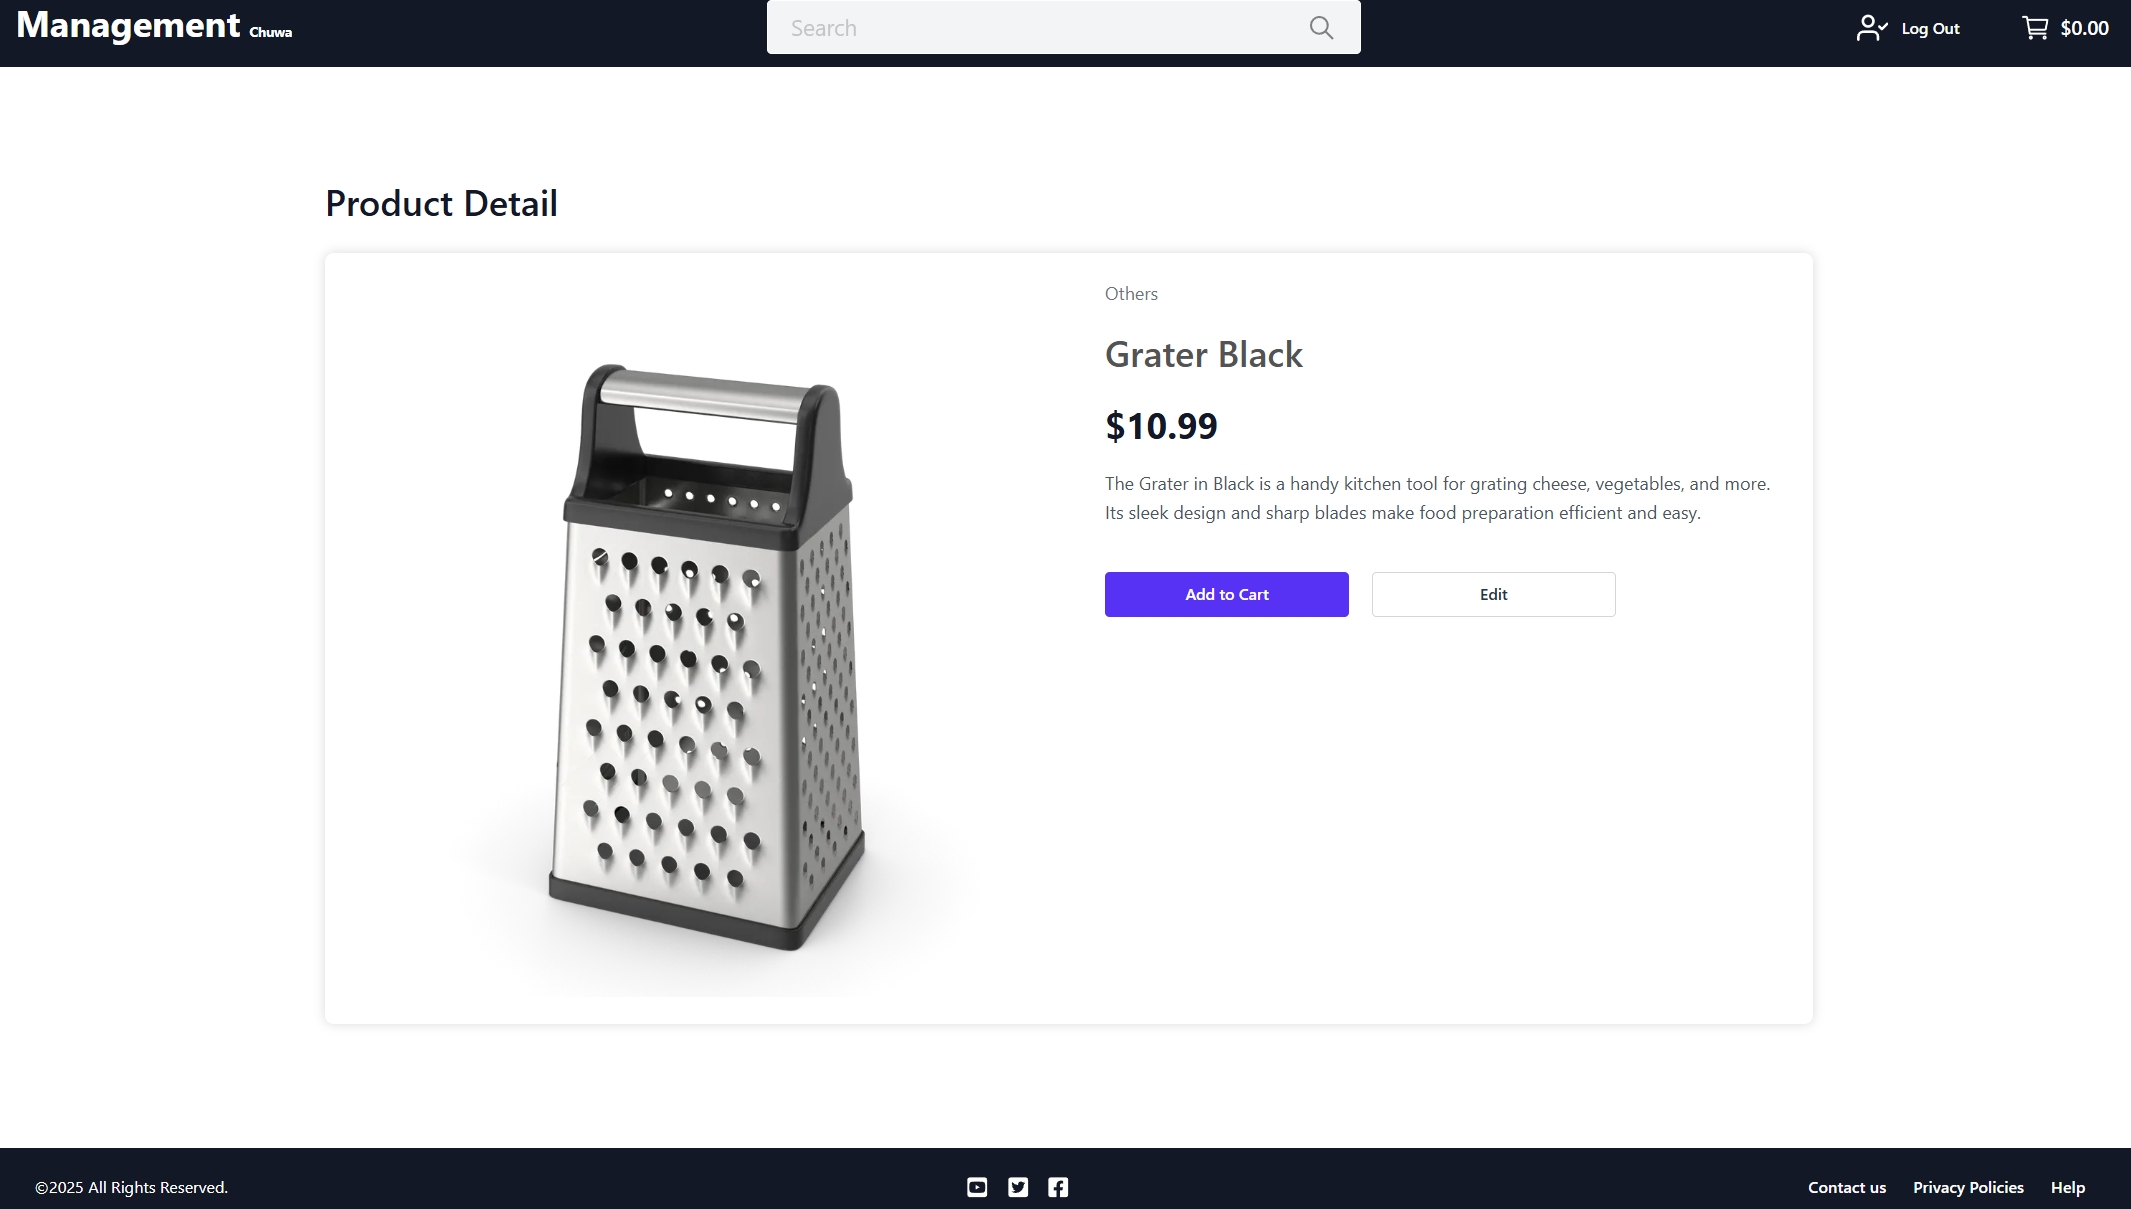 Management Chuwa
Search
Log Out
$0.00
Product Detail
Others
Grater Black
$10.99
The Grater in Black is a handy kitchen tool for grating cheese, vegetables, and more.
Its sleek design and sharp blades make food preparation efficient and easy.
Add to Cart
Edit
©2025 All Rights Reserved.
Contact us
Privacy Policies
Help